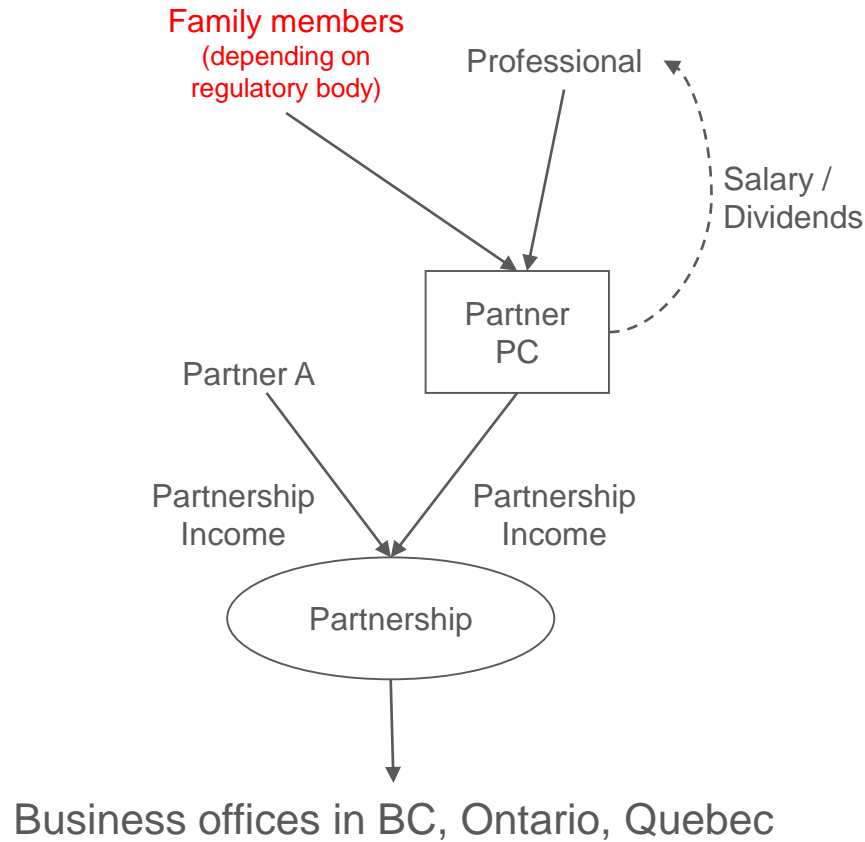 Family members
(depending on
regulatory body)
Professional
Salary /
Dividends
Partner
PC
Partner A
Partnership
Income
Partnership
Income
Partnership
Business offices in BC, Ontario, Quebec